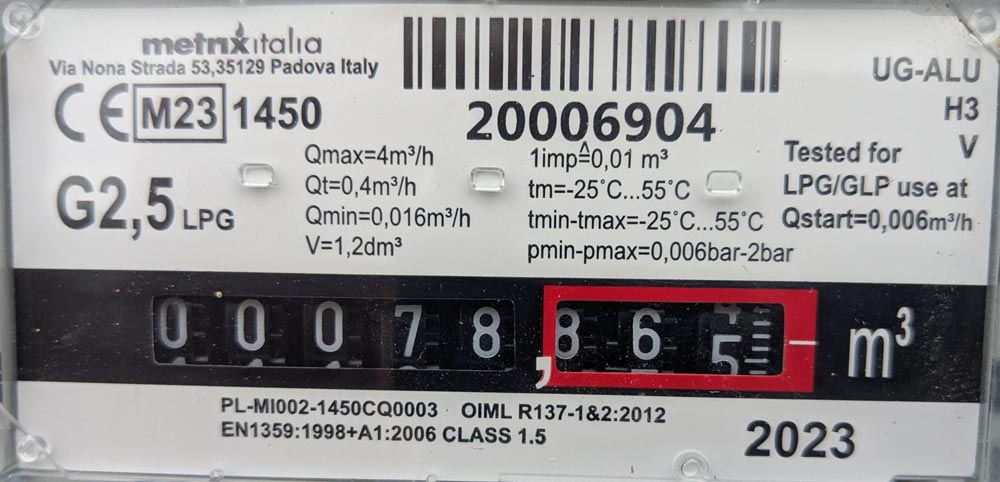 metrixitalia
Via Nona Strada 53,35129 Padova Italy
CE M23 1450
G2,5 LPG
Qmax=4m³/h
Qt=0,4m³/h
Qmin=0,016m³/h
V=1,2dm³
20006904
1imp≙0,01 m³
tm=-25°C...55°C
tmin-tmax=-25°C...55°C
pmin-pmax=0,006bar-2bar
UG-ALU
H3
V
Tested for
LPG/GLP use at
Qstart=0,006m³/h
00078,865 m³
PL-MI002-1450CQ0003 OIML R137-1&2:2012
EN1359:1998+A1:2006 CLASS 1.5
2023